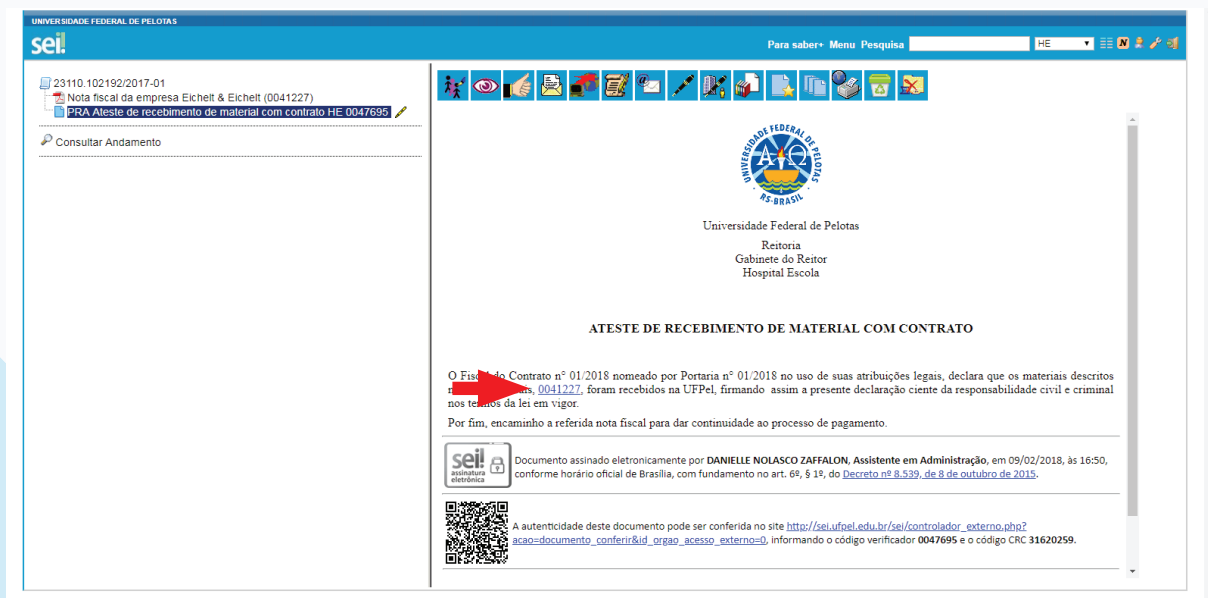 UNIVERSIDADE FEDERAL DE PELOTAS
sei!
Para saber+ Menu Pesquisa
HE
23110.102192/2017-01
Nota fiscal da empresa Eichelt & Eichelt (0041227)
PRA Ateste de recebimento de material com contrato HE 0047695
Consultar Andamento
UNIVERSIDADE FEDERAL DE PELOTAS
RS-BRASIL
Universidade Federal de Pelotas
Reitoria
Gabinete do Reitor
Hospital Escola
ATESTE DE RECEBIMENTO DE MATERIAL COM CONTRATO
O Fiscal do Contrato n° 01/2018 nomeado por Portaria n° 01/2018 no uso de suas atribuições legais, declara que os materiais descritos
0041227, foram recebidos na UFPel, firmando assim a presente declaração ciente da responsabilidade civil e criminal
nos termos da lei em vigor.
Por fim, encaminho a referida nota fiscal para dar continuidade ao processo de pagamento.
sei!
assinatura
eletrônica
Documento assinado eletronicamente por DANIELLE NOLASCO ZAFFALON, Assistente em Administração, em 09/02/2018, às 16:50,
conforme horário oficial de Brasília, com fundamento no art. 6º, § 1º, do Decreto nº 8.539, de 8 de outubro de 2015.
A autenticidade deste documento pode ser conferida no site http://sei.ufpel.edu.br/sei/controlador_externo.php?
acao=documento_conferir&id_orgao_acesso_externo=0, informando o código verificador 0047695 e o código CRC 31620259.